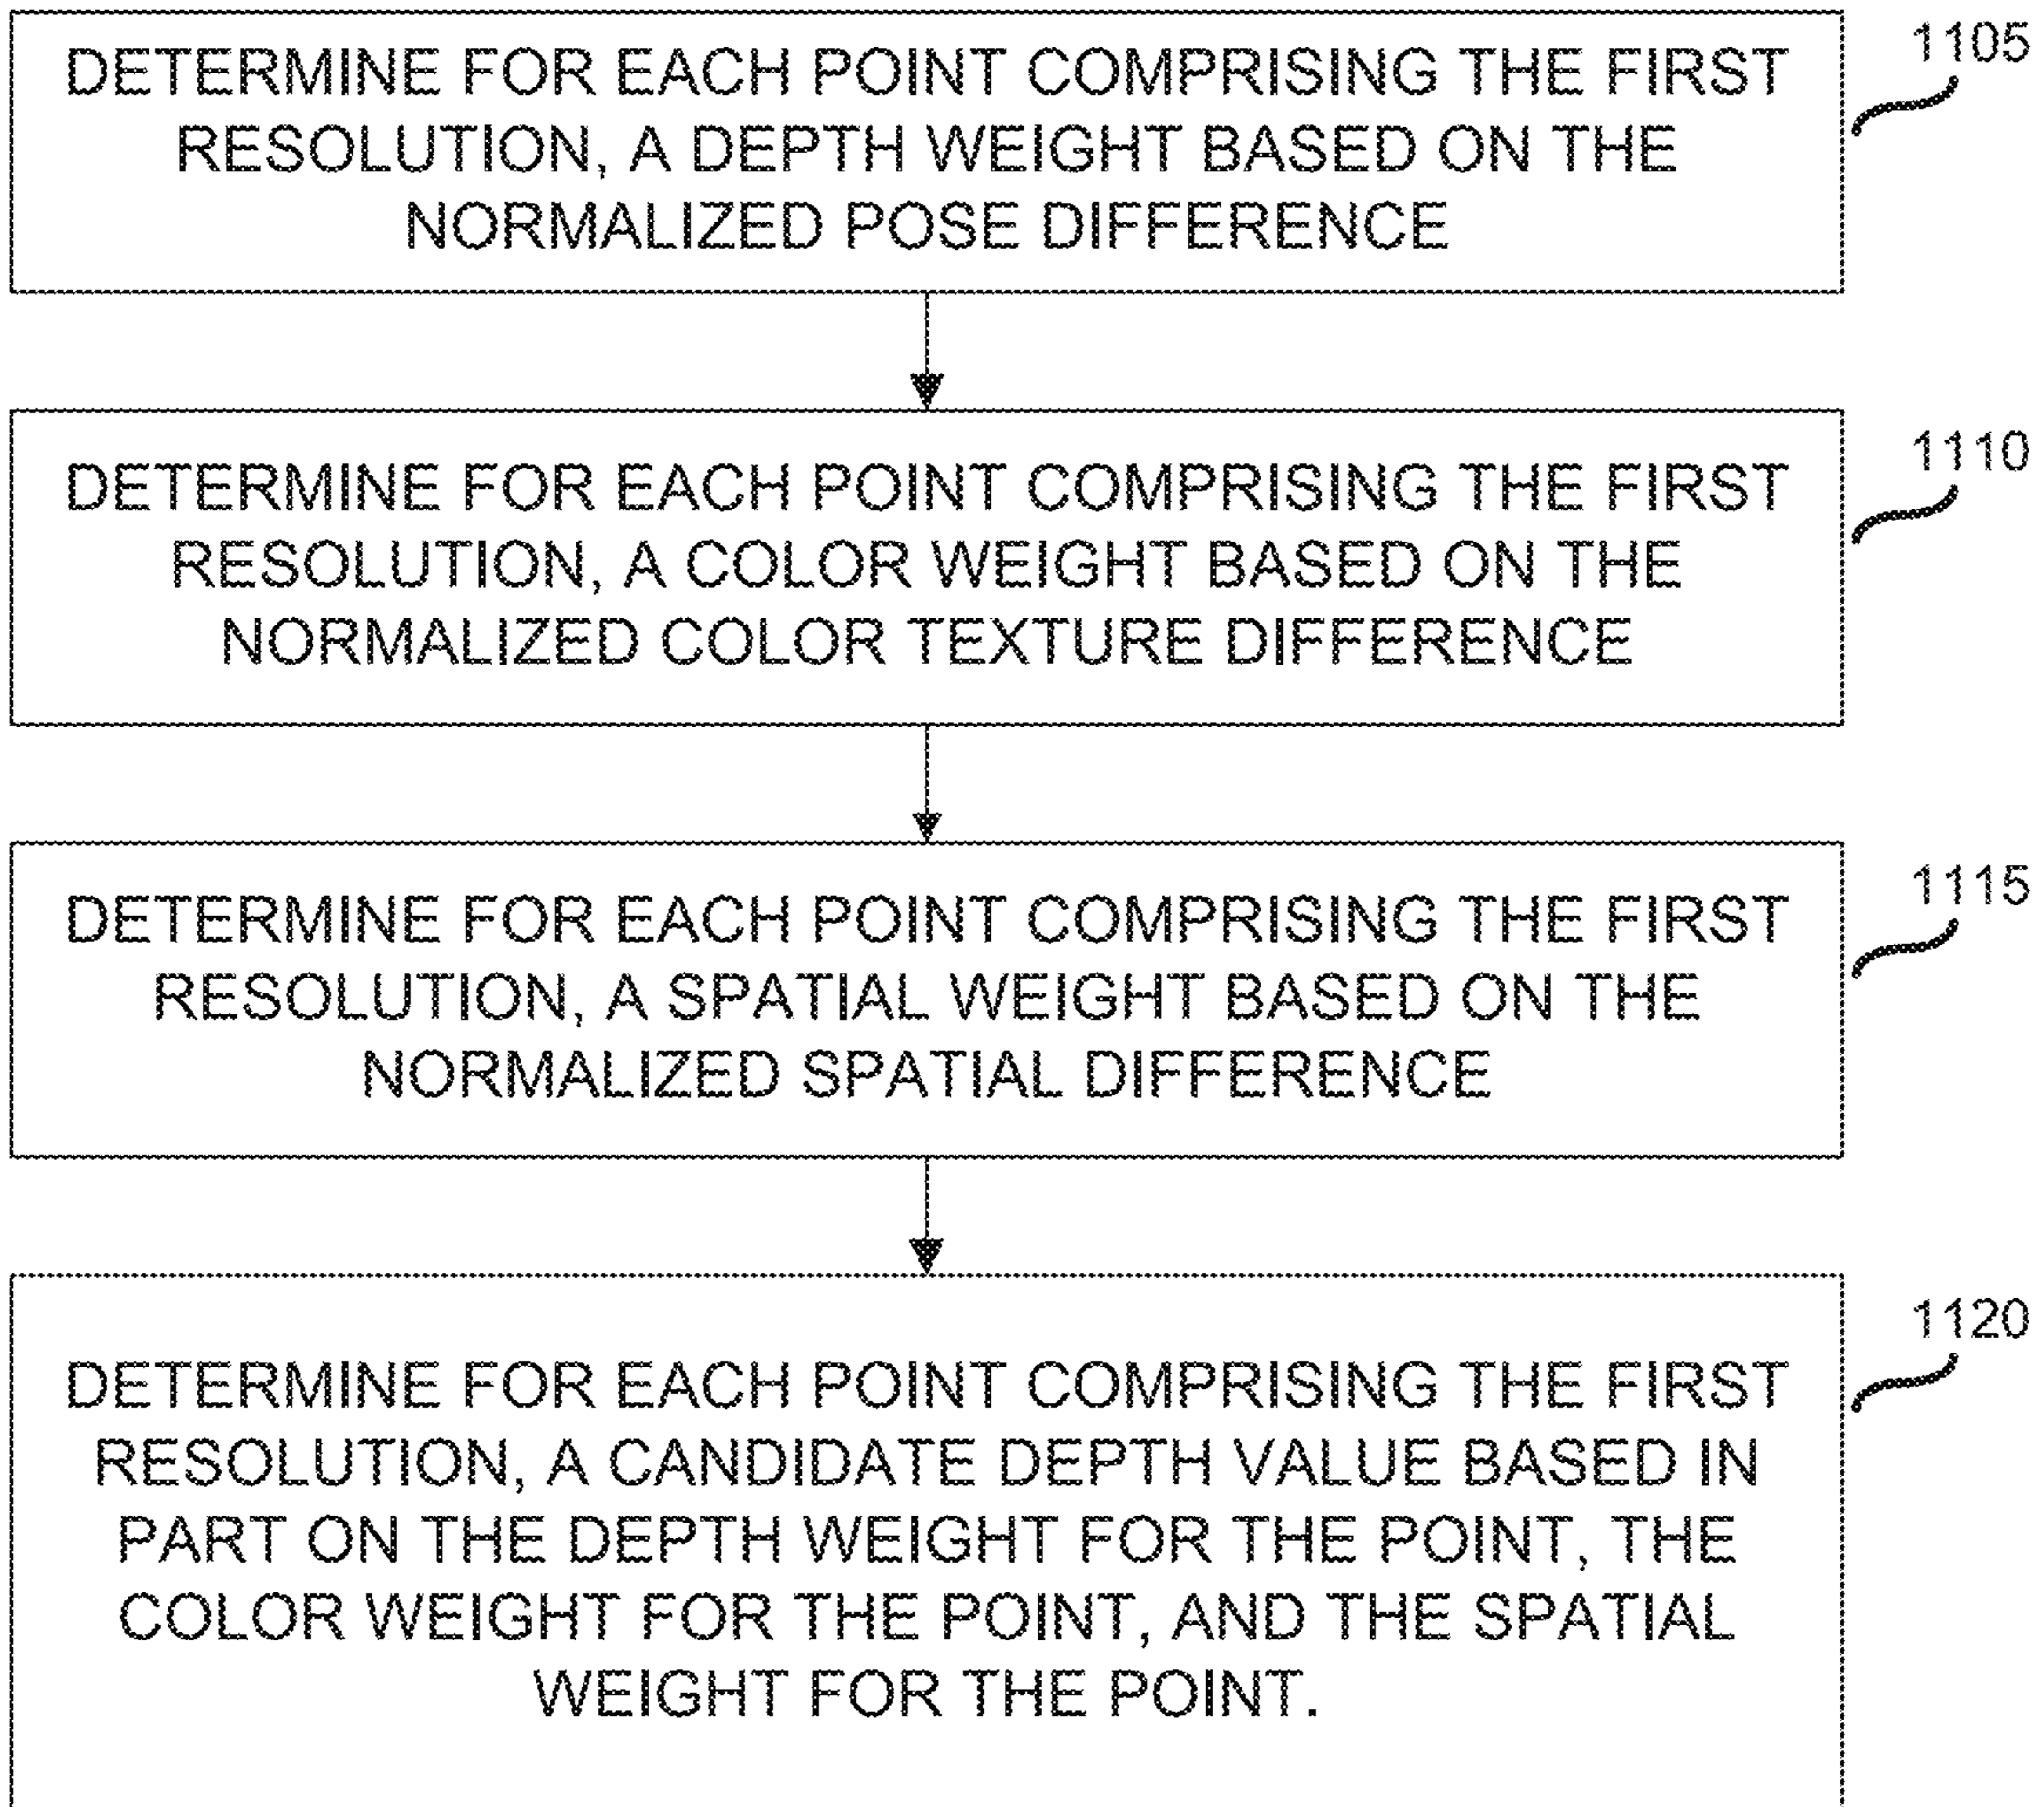 DETERMINE FOR EACH POINT COMPRISING THE FIRST
RESOLUTION, A DEPTH WEIGHT BASED ON THE
NORMALIZED POSE DIFFERENCE
1105
DETERMINE FOR EACH POINT COMPRISING THE FIRST
RESOLUTION, A COLOR WEIGHT BASED ON THE
NORMALIZED COLOR TEXTURE DIFFERENCE
1110
DETERMINE FOR EACH POINT COMPRISING THE FIRST
RESOLUTION, A SPATIAL WEIGHT BASED ON THE
NORMALIZED SPATIAL DIFFERENCE
1115
DETERMINE FOR EACH POINT COMPRISING THE FIRST
RESOLUTION, A CANDIDATE DEPTH VALUE BASED IN
PART ON THE DEPTH WEIGHT FOR THE POINT, THE
COLOR WEIGHT FOR THE POINT, AND THE SPATIAL
WEIGHT FOR THE POINT.
1120